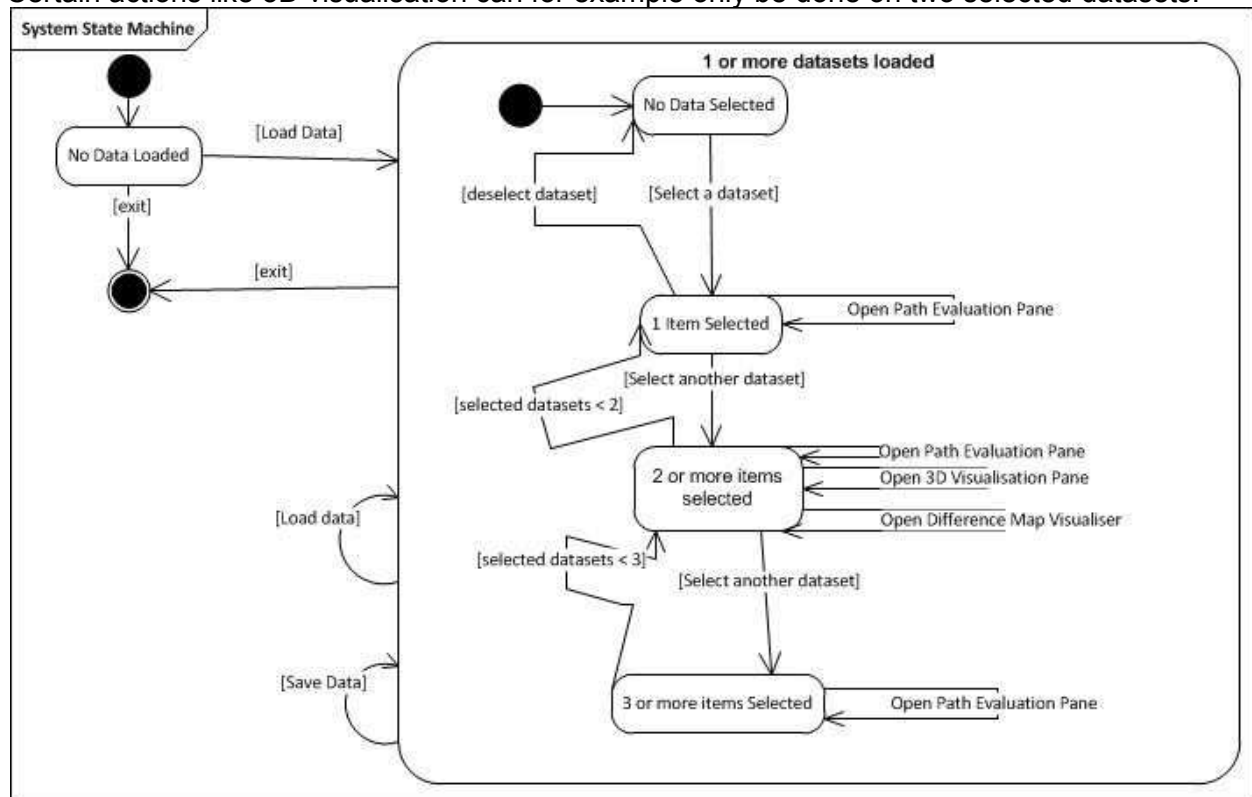 Certain actions like 3D visualisation can for example only be done on two selected datasets.
System State Machine
1 or more datasets loaded
No Data Selected
[Load Data]
No Data Loaded
[deselect dataset]
[Select a dataset]
[exit]
[exit]
1 Item Selected
Open Path Evaluation Pane
[Select another dataset]
[selected datasets < 2]
Open Path Evaluation Pane
2 or more items
selected
Open 3D Visualisation Pane
[Load data]
Open Difference Map Visualiser
[selected datasets < 3]
[Select another dataset]
[Save Data]
3 or more items Selected
Open Path Evaluation Pane